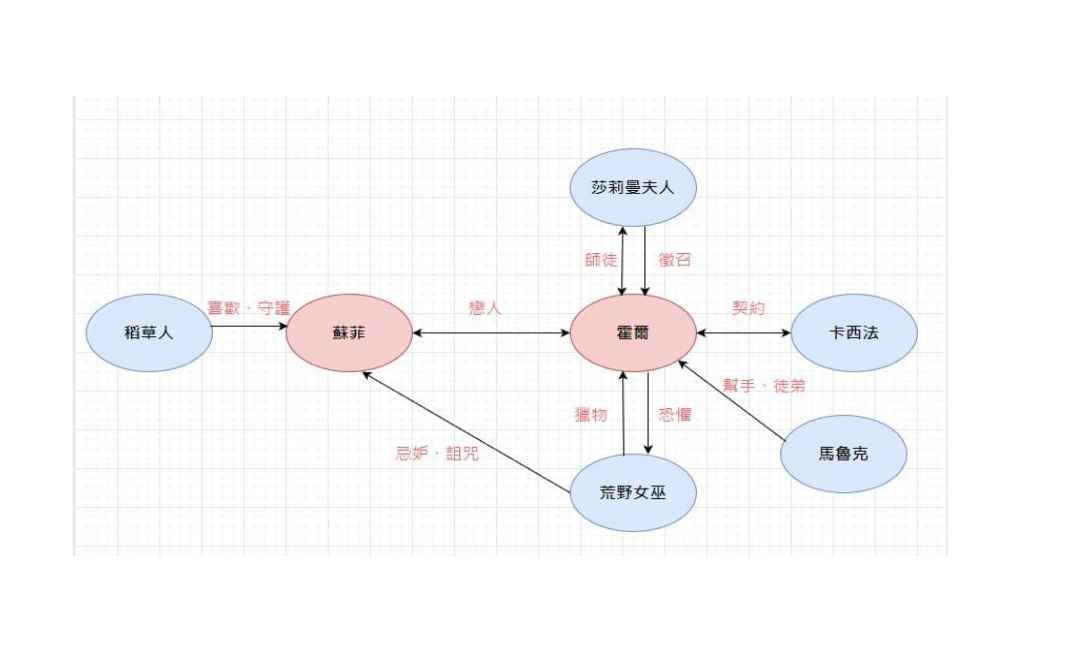 莎莉曼夫人
師徒
徵召
喜歡、守護
戀人
契約
稻草人
蘇菲
霍爾
卡西法
幫手、徒弟
獵物
恐懼
忌妒、詛咒
馬魯克
荒野女巫